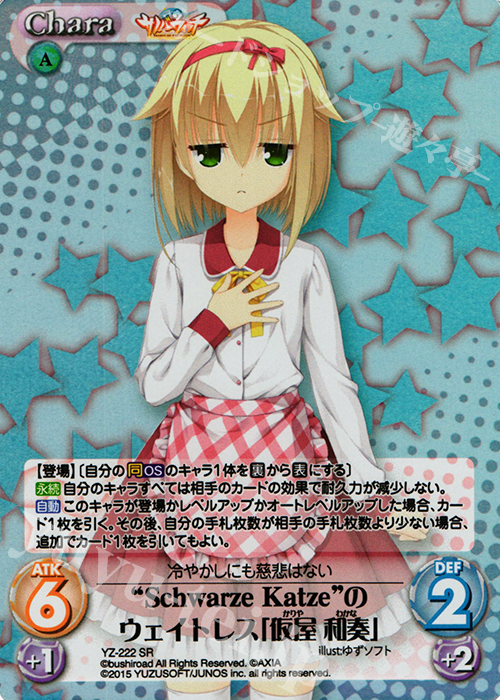 Chara
サノバウィッチ
A
【登場】〔自分の同OSのキャラ1体を裏から表にする〕
永続 自分のキャラすべては相手のカードの効果で耐久力が減少しない。
自動 このキャラが登場かレベルアップかオートレベルアップした場合、カー
ド1枚を引く。その後、自分の手札枚数が相手の手札枚数より少ない場合、
追加でカード1枚を引いてもよい。
冷やかしにも慈悲はない
ATK
6
+1
“Schwarze Katze”の
かりや わかな
ウェイトレス「仮屋 和奏」
DEF
2
+2
YZ-222 SR illust:ゆずソフト
©bushiroad All Rights Reserved. ©AXIA
©2015 YUZUSOFT/JUNOS inc. all rights reserved.